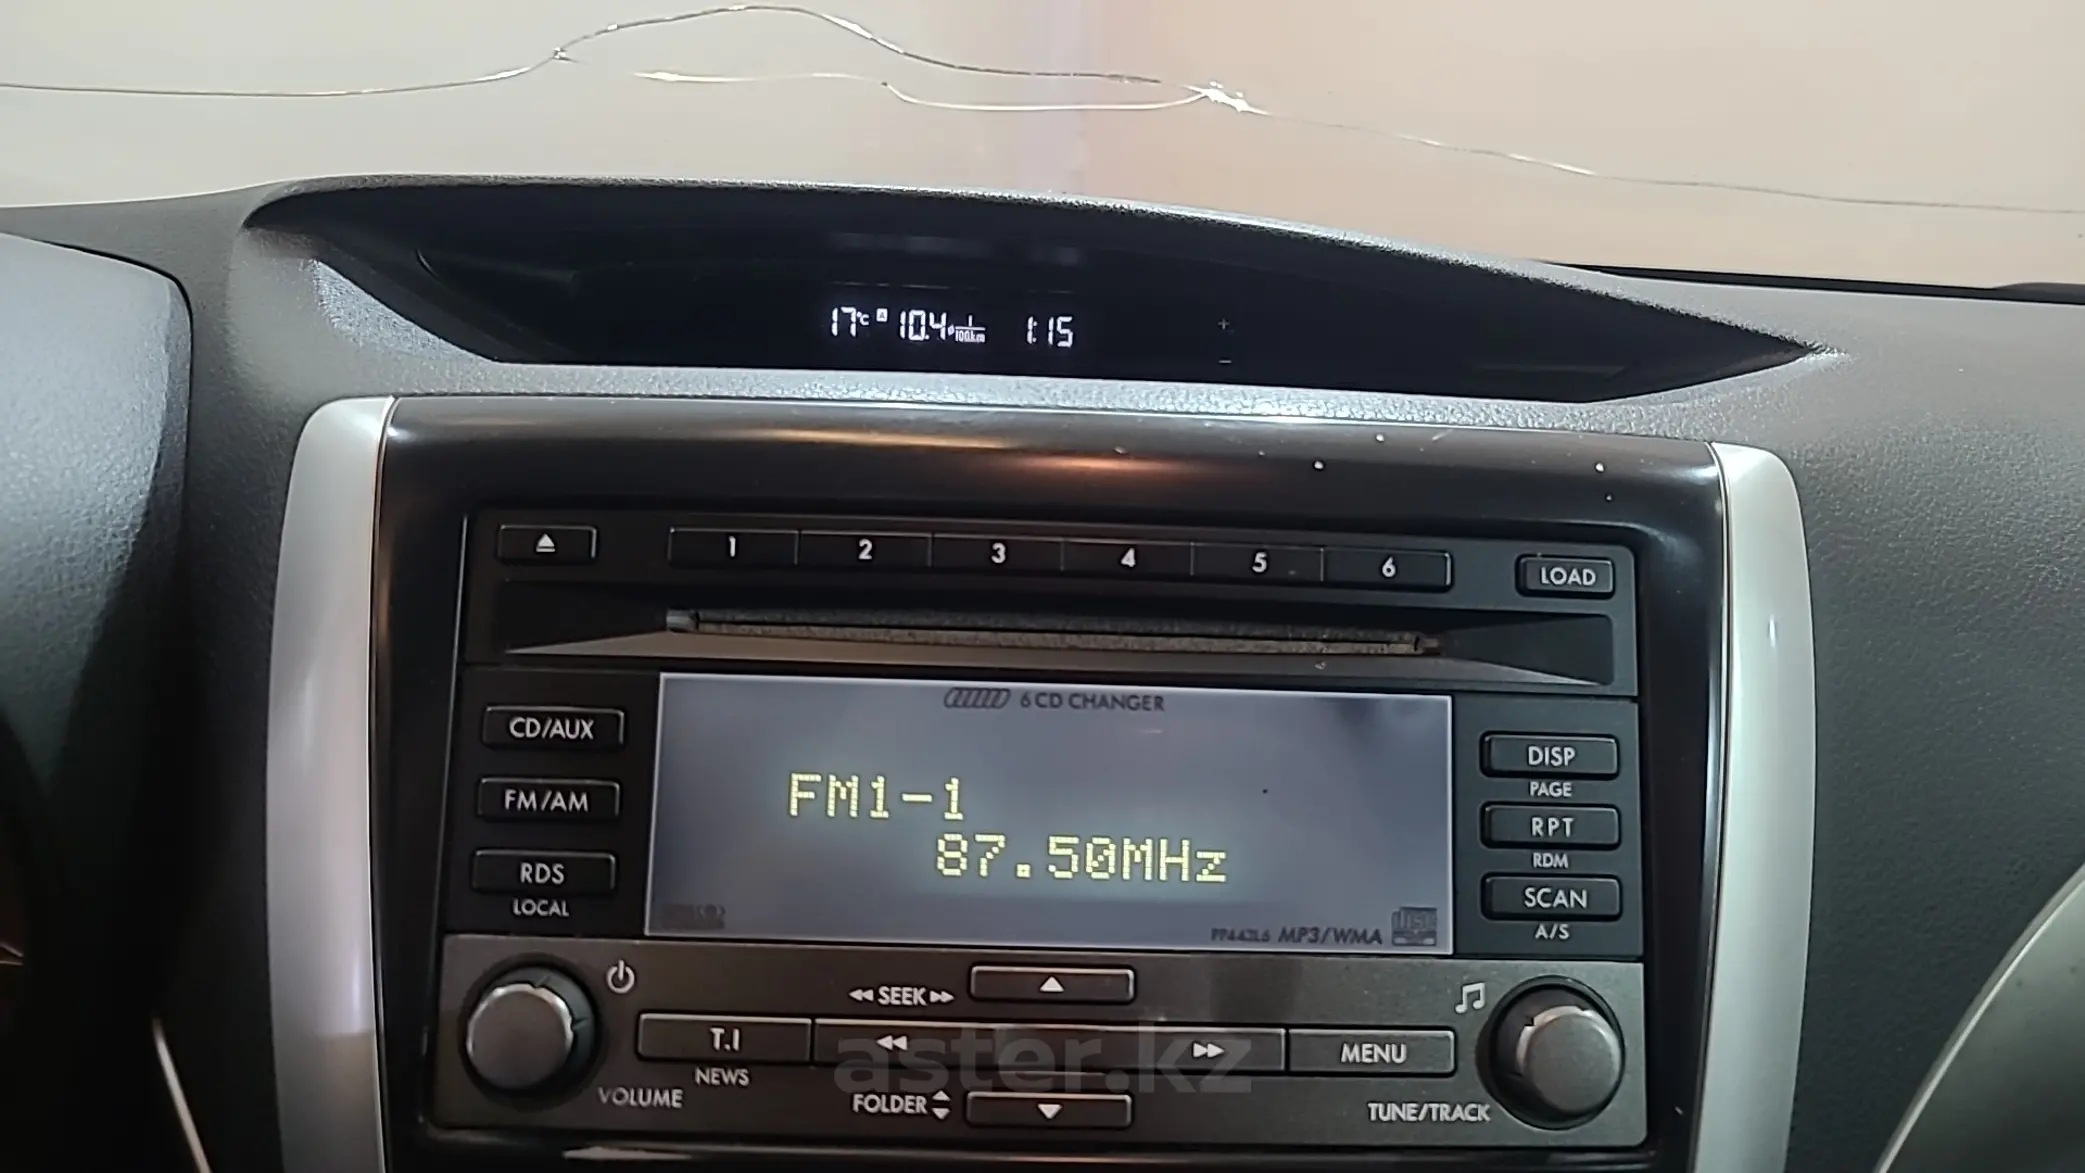 17°C A 10.4 ø l/100km 1:15
+
−
1 2 3 4 5 6 LOAD
6 CD CHANGER
CD/AUX
FM1-1
DISP
PAGE
FM/AM
87.50MHz
RPT
RDM
RDS
LOCAL
SCAN
A/S
MP3/WMA
SEEK
T.I
MENU
NEWS
VOLUME
FOLDER
TUNE/TRACK
aster.kz